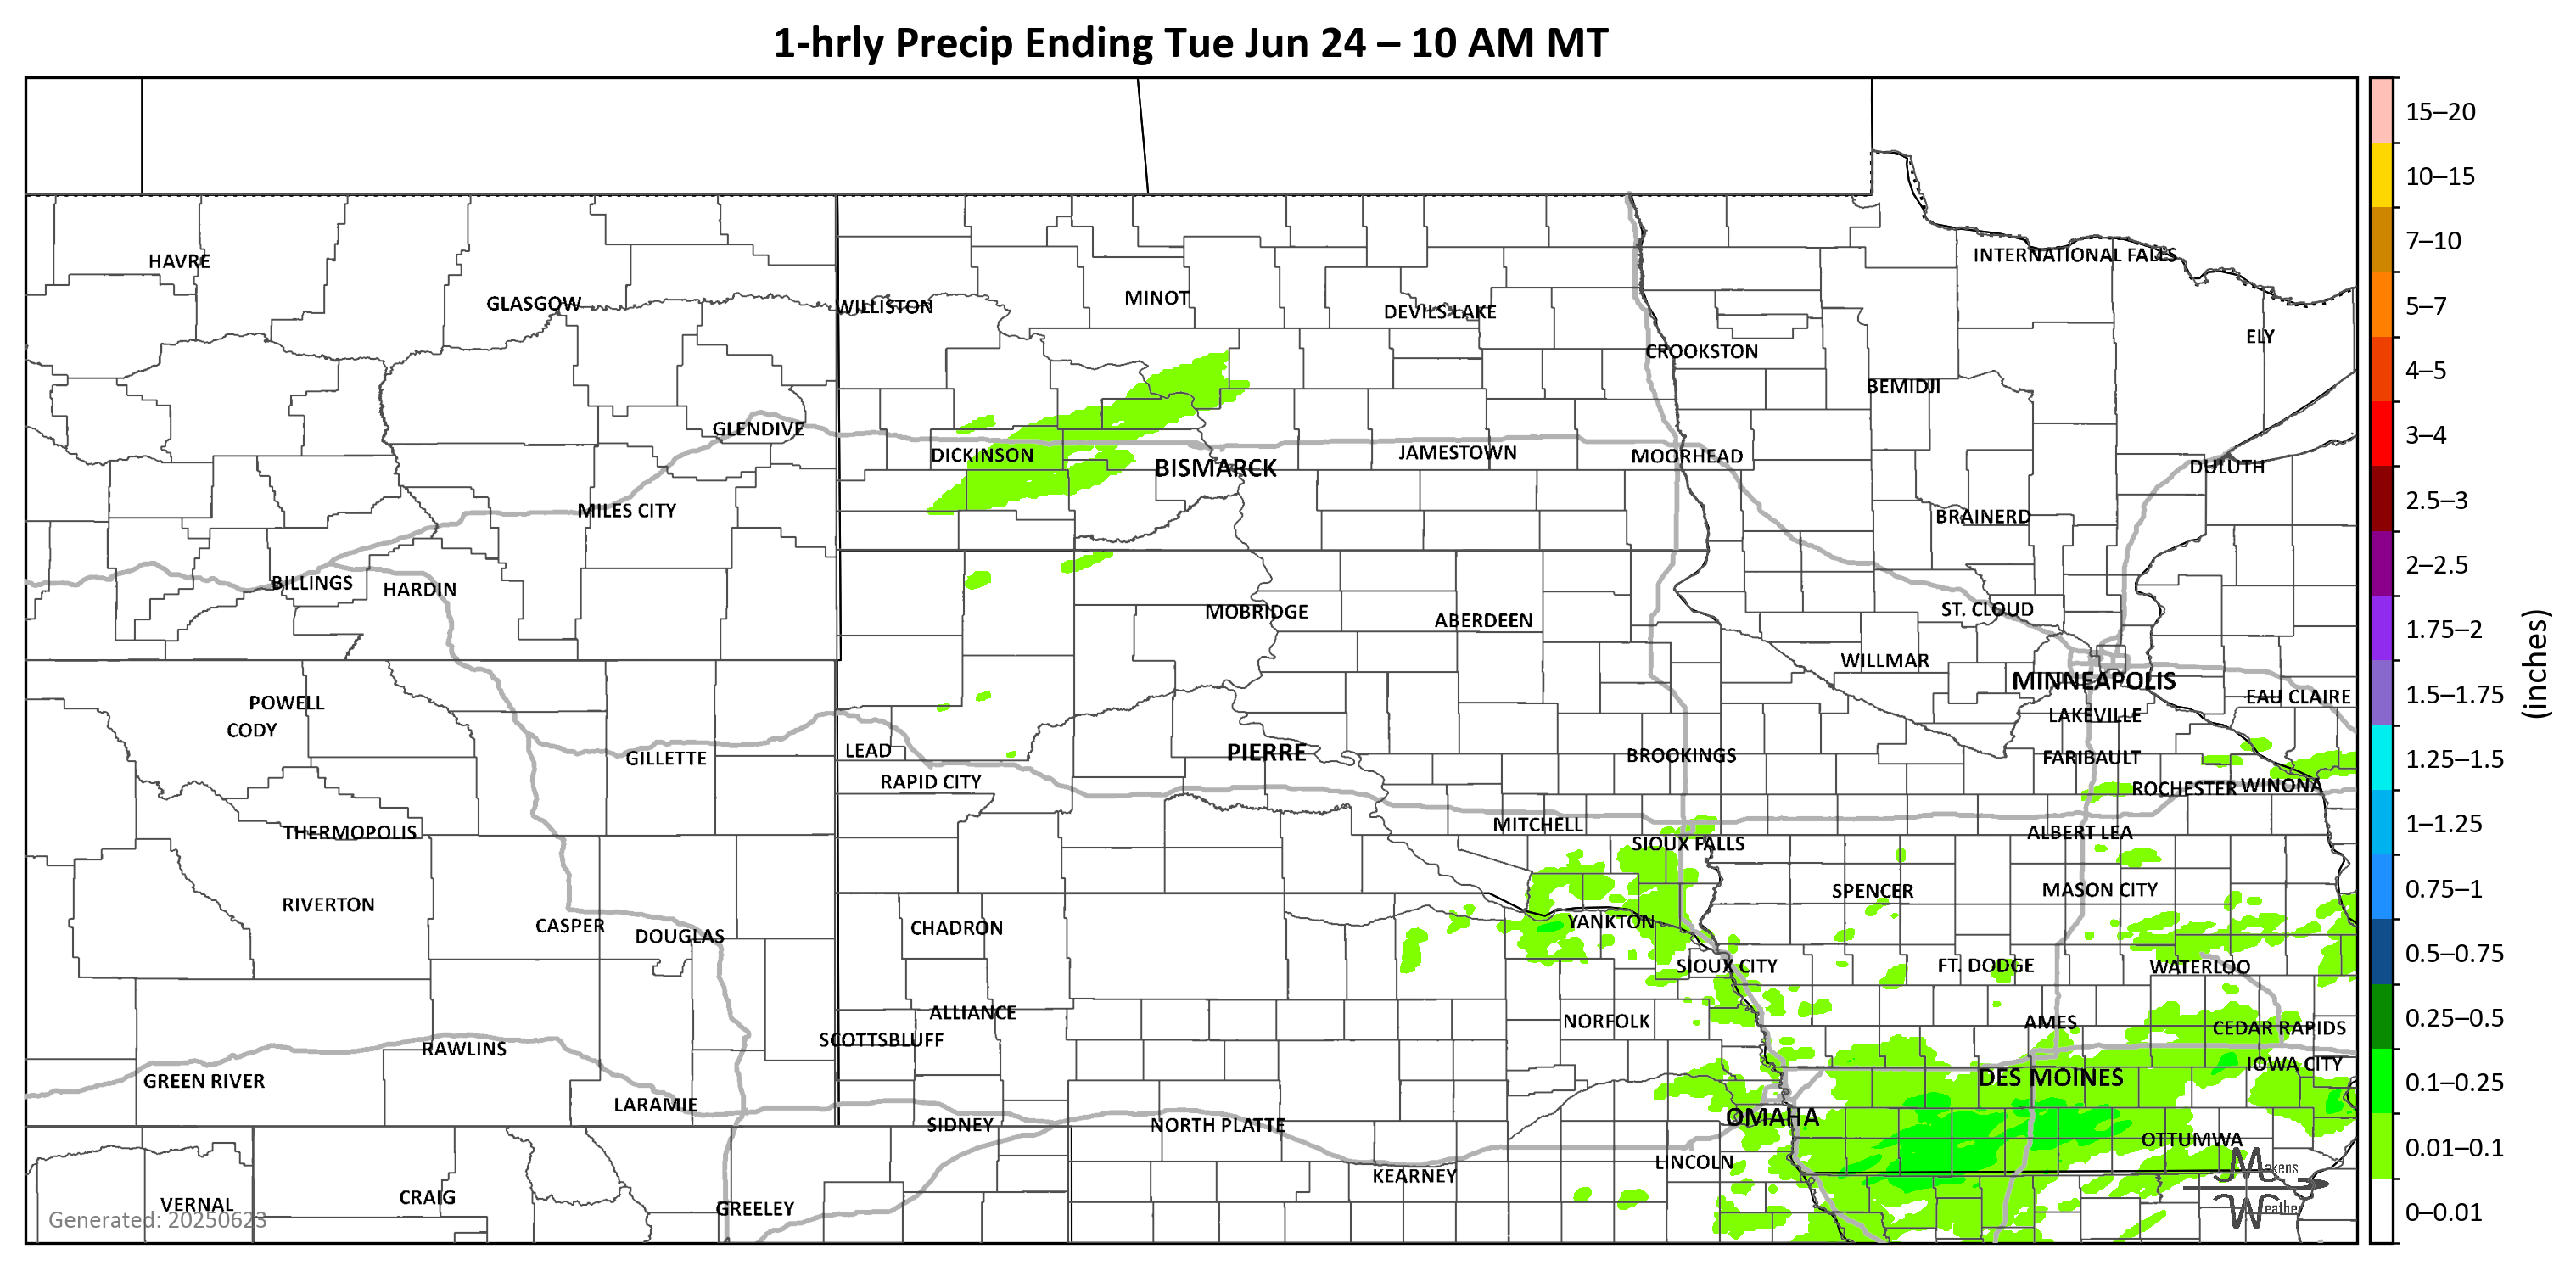 1-hrly Precip Ending Tue Jun 24 – 10 AM MT
15–20
10–15
7–10
5–7
4–5
3–4
2.5–3
2–2.5
1.75–2
1.5–1.75
1.25–1.5
1–1.25
0.75–1
0.5–0.75
0.25–0.5
0.1–0.25
0.01–0.1
0–0.01
(inches)
HAVRE
INTERNATIONAL FALLS
GLASGOW
WILLISTON
MINOT
DEVILS LAKE
ELY
CROOKSTON
BEMIDJI
GLENDIVE
DICKINSON
BISMARCK
JAMESTOWN
MOORHEAD
DULUTH
MILES CITY
BRAINERD
BILLINGS
HARDIN
MOBRIDGE
ABERDEEN
ST. CLOUD
WILLMAR
MINNEAPOLIS
EAU CLAIRE
POWELL
CODY
LAKEVILLE
GILLETTE
LEAD
PIERRE
BROOKINGS
FARIBAULT
RAPID CITY
ROCHESTER
WINONA
THERMOPOLIS
MITCHELL
ALBERT LEA
SIOUX FALLS
SPENCER
MASON CITY
RIVERTON
CASPER
DOUGLAS
CHADRON
YANKTON
SIOUX CITY
FT. DODGE
WATERLOO
ALLIANCE
NORFOLK
AMES
CEDAR RAPIDS
SCOTTSBLUFF
RAWLINS
IOWA CITY
GREEN RIVER
DES MOINES
LARAMIE
SIDNEY
NORTH PLATTE
OMAHA
OTTUMWA
LINCOLN
KEARNEY
VERNAL
CRAIG
GREELEY
Generated: 20250623
Makens
Weather